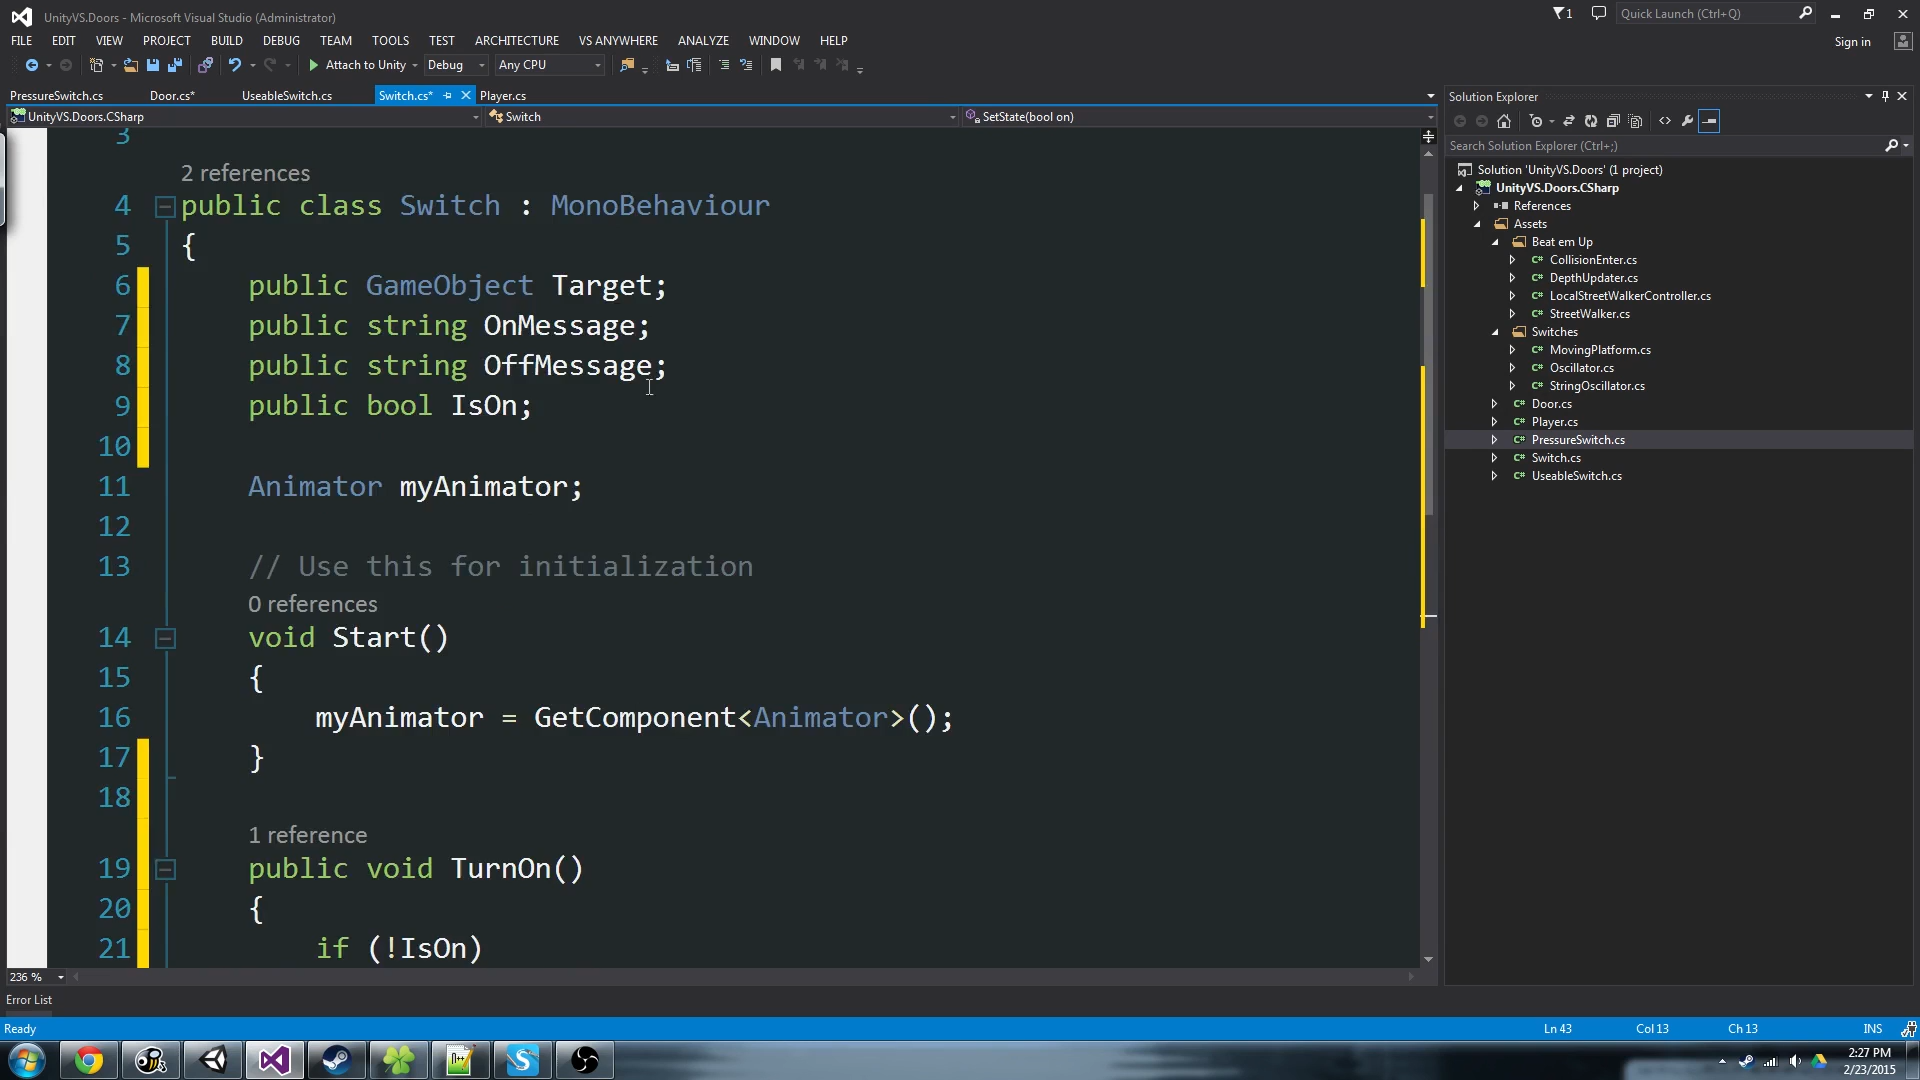 UnityVS.Doors - Microsoft Visual Studio (Administrator)
1
Quick Launch (Ctrl+Q)
FILE EDIT VIEW PROJECT BUILD DEBUG TEAM TOOLS TEST ARCHITECTURE VS ANYWHERE ANALYZE WINDOW HELP
Sign in
Attach to Unity Debug Any CPU
PressureSwitch.cs Door.cs* UseableSwitch.cs Switch.cs* Player.cs
UnityVS.Doors.CSharp Switch SetState(bool on)
3
2 references
4 public class Switch : MonoBehaviour
5 {
6 public GameObject Target;
7 public string OnMessage;
8 public string OffMessage;
9 public bool IsOn;
10
11 Animator myAnimator;
12
13 // Use this for initialization
0 references
14 void Start()
15 {
16 myAnimator = GetComponent<Animator>();
17 }
18
1 reference
19 public void TurnOn()
20 {
21 if (!IsOn)
236 %
Solution Explorer
Search Solution Explorer (Ctrl+;)
Solution 'UnityVS.Doors' (1 project)
UnityVS.Doors.CSharp
References
Assets
Beat em Up
C# CollisionEnter.cs
C# DepthUpdater.cs
C# LocalStreetWalkerController.cs
C# StreetWalker.cs
Switches
C# MovingPlatform.cs
C# Oscillator.cs
C# StringOscillator.cs
C# Door.cs
C# Player.cs
C# PressureSwitch.cs
C# Switch.cs
C# UseableSwitch.cs
Error List
Ready
Ln 43 Col 13 Ch 13 INS
2:27 PM
2/23/2015